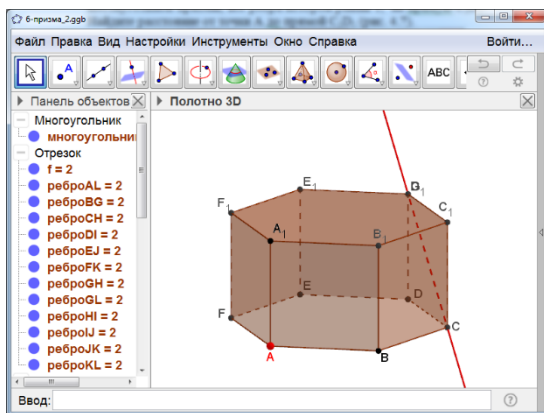 6-призма_2.ggb
Файл Правка Вид Настройки Инструменты Окно Справка Войти...
A
ABC
Панель объектов
Полотно 3D
Многоугольник
многоугольни
Отрезок
f = 2
реброAL = 2
реброBG = 2
реброCH = 2
реброDI = 2
реброEJ = 2
реброFK = 2
реброGH = 2
реброGL = 2
реброHI = 2
реброIJ = 2
реброJK = 2
реброKL = 2
E1
F1
C1
A1
B1
E
D
F
C
A
B
Ввод: